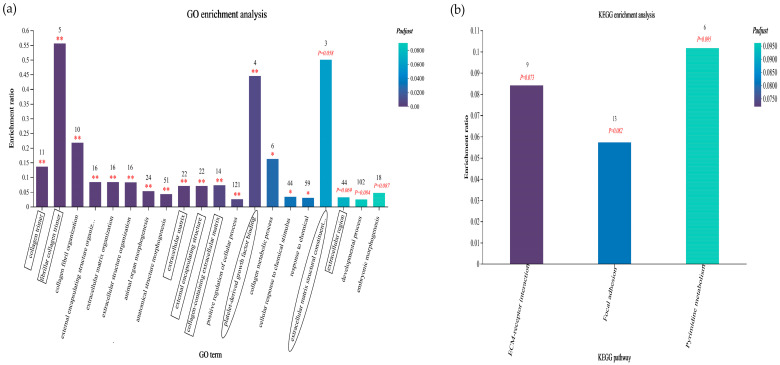 (a)
GO enrichment analysis
Enrichment ratio
0.6
0.55
0.5
0.45
0.4
0.35
0.3
0.25
0.2
0.15
0.1
0.05
0
11
**
5
**
10
**
16
**
16
**
16
**
24
**
51
**
22
**
22
**
14
**
121
**
4
**
6
*
44
*
59
*
3
44
102
18
Padjust
0.0800
0.0600
0.0400
0.0200
0.00
collagen trimer
fibrillar collagen trimer
collagen fibril organization
external encapsulating structure organiz...
extracellular matrix organization
extracellular structure organization
animal organ morphogenesis
anatomical structure morphogenesis
extracellular matrix
external encapsulating structure
collagen-containing extracellular matrix
positive regulation of cellular process
platelet-derived growth factor binding
collagen metabolic process
cellular response to chemical stimulus
response to chemical
extracellular matrix structural constituent...
extracellular region
developmental process
embryonic morphogenesis
GO term
(b)
KEGG enrichment analysis
Enrichment ratio
0.11
0.1
0.09
0.08
0.07
0.06
0.05
0.04
0.03
0.02
0.01
0
9
P=0.073
13
P=0.082
6
P=0.095
Padjust
0.0950
0.0900
0.0850
0.0800
0.0750
ECM-receptor interaction
Focal adhesion
Pyrimidine metabolism
KEGG pathway